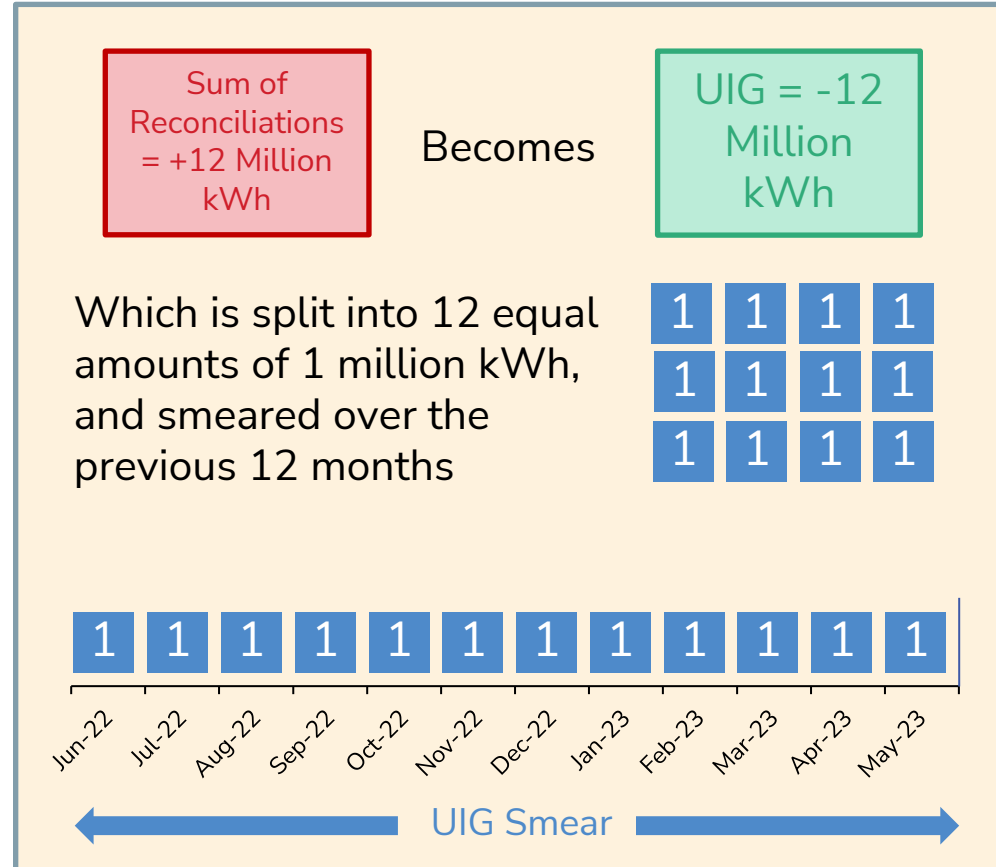 Sum of
Reconciliations
= +12 Million
kWh
Becomes
UIG = -12
Million
kWh
Which is split into 12 equal
amounts of 1 million kWh,
and smeared over the
previous 12 months
1 1 1 1
1 1 1 1
1 1 1 1
1 1 1 1 1 1 1 1 1 1 1 1
Jun-22 Jul-22 Aug-22 Sep-22 Oct-22 Nov-22 Dec-22 Jan-23 Feb-23 Mar-23 Apr-23 May-23
UIG Smear